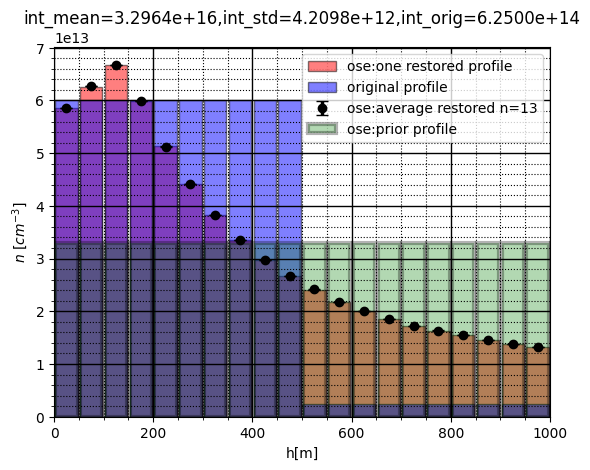 int_mean=3.2964e+16,int_std=4.2098e+12,int_orig=6.2500e+14
1e13
7
6
5
4
3
2
1
0
n [cm⁻³]
ose:one restored profile
original profile
ose:average restored n=13
ose:prior profile
0 200 400 600 800 1000
h[m]